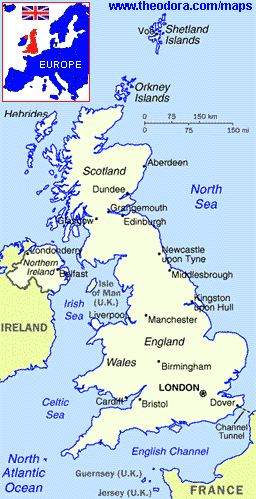 www.theodora.com/maps
EUROPE
Shetland
Islands
Orkney
Islands
Hebrides
0 75 150 km
0 75 150 mi
Aberdeen
Scotland
Dundee
North
Sea
Grangemouth
Glasgow
Edinburgh
Londonderry
Northern
Ireland
Belfast
Newcastle
upon Tyne
Middlesbrough
Isle of
Man (U.K.)
Irish
Sea
Kingston
upon Hull
IRELAND
Liverpool
Manchester
England
Wales
Birmingham
LONDON
Celtic
Sea
Cardiff
Bristol
Dover
Channel
Tunnel
English Channel
North
Atlantic
Ocean
Guernsey (U.K.)
Jersey (U.K.)
FRANCE